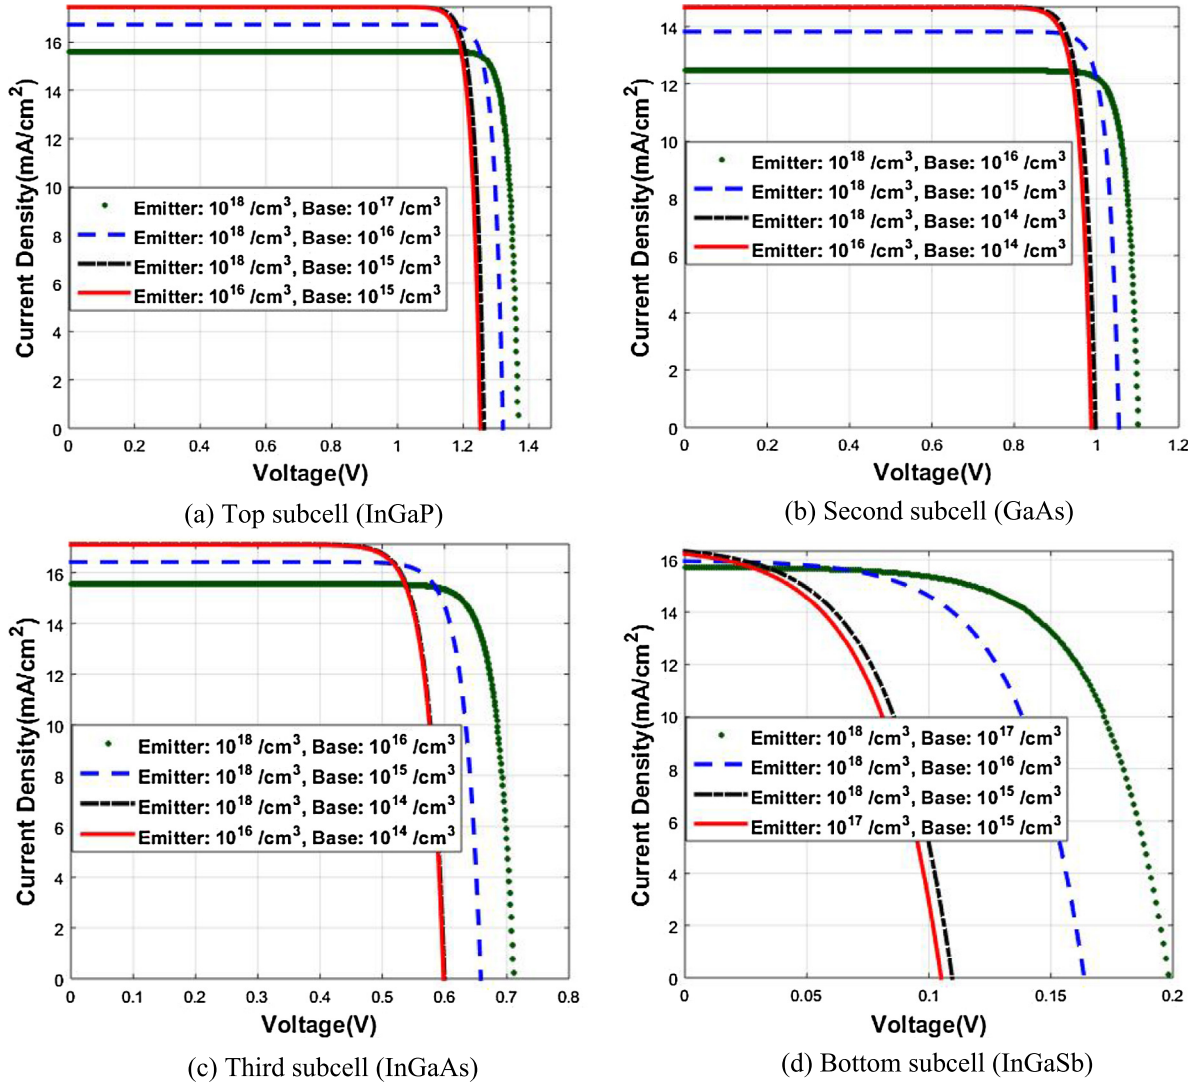 16
14
12
10
8
6
4
2
0
Current Density(mA/cm²)
Emitter: 10¹⁸ /cm³, Base: 10¹⁷ /cm³
Emitter: 10¹⁸ /cm³, Base: 10¹⁶ /cm³
Emitter: 10¹⁸ /cm³, Base: 10¹⁵ /cm³
Emitter: 10¹⁶ /cm³, Base: 10¹⁵ /cm³
0 0.2 0.4 0.6 0.8 1 1.2 1.4
Voltage(V)
(a) Top subcell (InGaP)
14
12
10
8
6
4
2
0
Current Density(mA/cm²)
Emitter: 10¹⁸ /cm³, Base: 10¹⁶ /cm³
Emitter: 10¹⁸ /cm³, Base: 10¹⁵ /cm³
Emitter: 10¹⁸ /cm³, Base: 10¹⁴ /cm³
Emitter: 10¹⁶ /cm³, Base: 10¹⁴ /cm³
0 0.2 0.4 0.6 0.8 1 1.2
Voltage(V)
(b) Second subcell (GaAs)
16
14
12
10
8
6
4
2
0
Current Density(mA/cm²)
Emitter: 10¹⁸ /cm³, Base: 10¹⁶ /cm³
Emitter: 10¹⁸ /cm³, Base: 10¹⁵ /cm³
Emitter: 10¹⁸ /cm³, Base: 10¹⁴ /cm³
Emitter: 10¹⁶ /cm³, Base: 10¹⁴ /cm³
0 0.1 0.2 0.3 0.4 0.5 0.6 0.7 0.8
Voltage(V)
(c) Third subcell (InGaAs)
16
14
12
10
8
6
4
2
0
Current Density(mA/cm²)
Emitter: 10¹⁸ /cm³, Base: 10¹⁷ /cm³
Emitter: 10¹⁸ /cm³, Base: 10¹⁶ /cm³
Emitter: 10¹⁸ /cm³, Base: 10¹⁵ /cm³
Emitter: 10¹⁷ /cm³, Base: 10¹⁵ /cm³
0 0.05 0.1 0.15 0.2
Voltage(V)
(d) Bottom subcell (InGaSb)